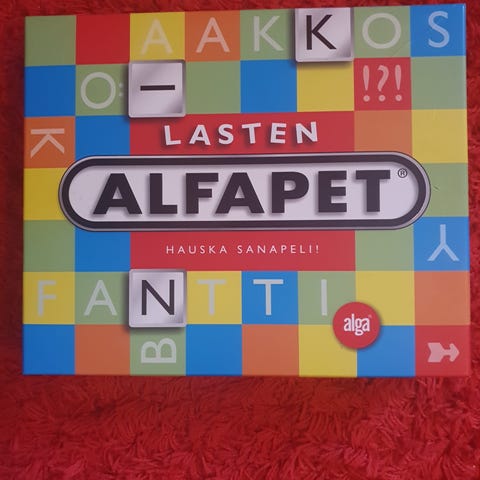 AAKKOS
Ö I !?!
K
LASTEN
ALFAPET®
HAUSKA SANAPELI!
Y
FANTTI
alga
B